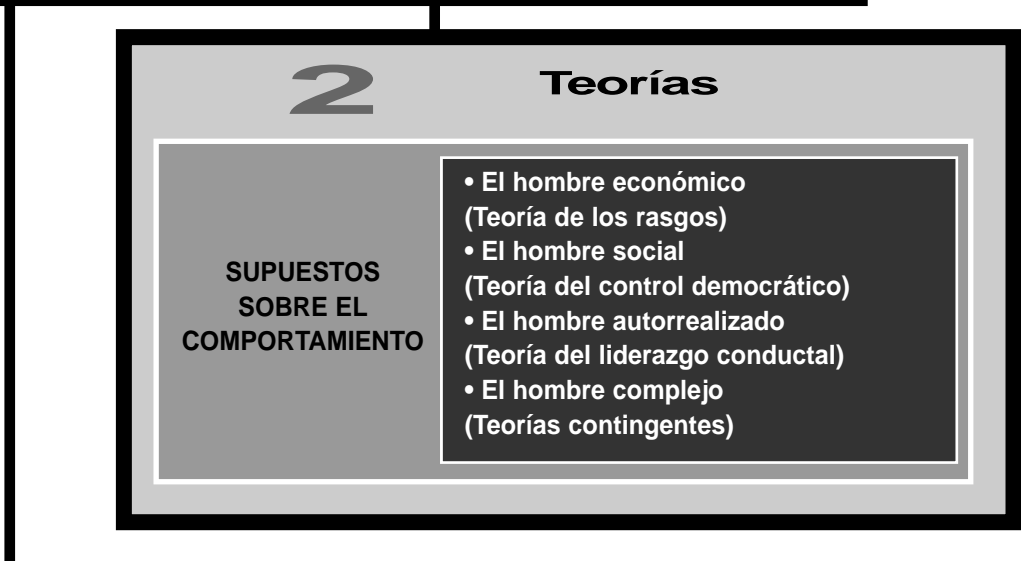 2 Teorías
SUPUESTOS
SOBRE EL
COMPORTAMIENTO
• El hombre económico
(Teoría de los rasgos)
• El hombre social
(Teoría del control democrático)
• El hombre autorrealizado
(Teoría del liderazgo conductal)
• El hombre complejo
(Teorías contingentes)